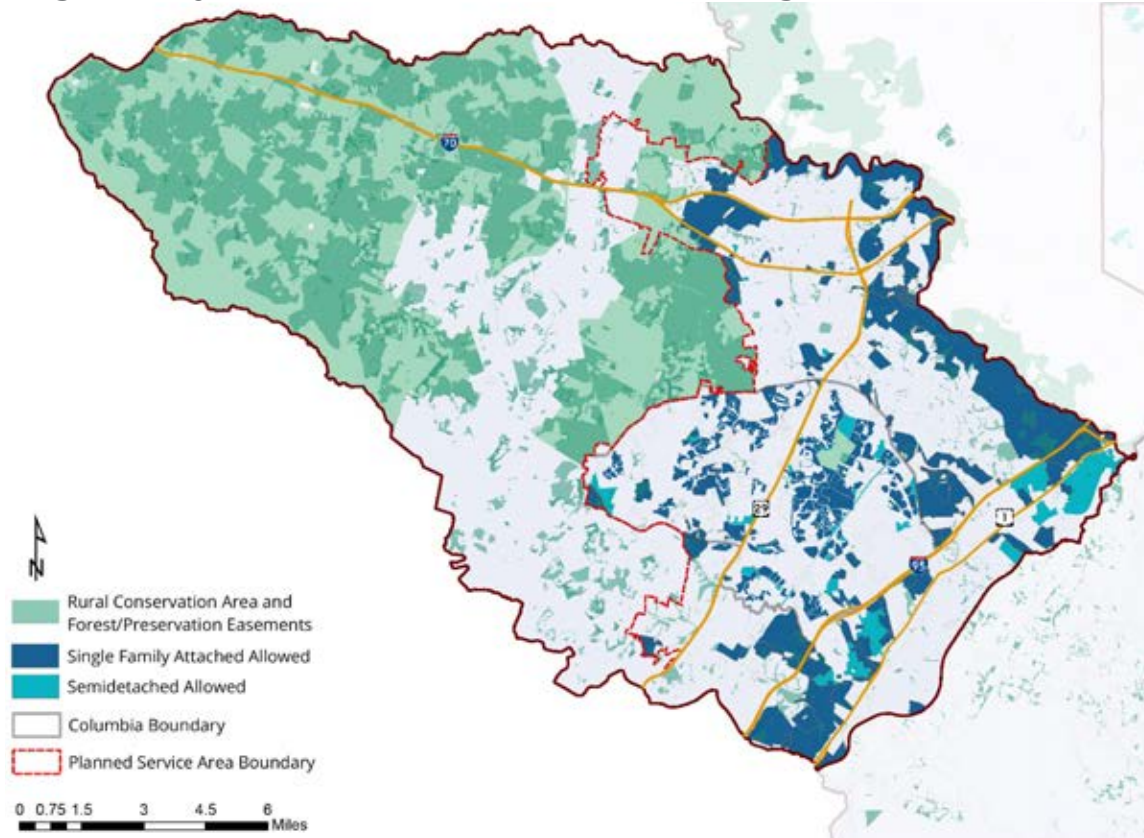 70
29
1
95
N
Rural Conservation Area and
Forest/Preservation Easements
Single Family Attached Allowed
Semidetached Allowed
Columbia Boundary
Planned Service Area Boundary
0 0.75 1.5 3 4.5 6
Miles